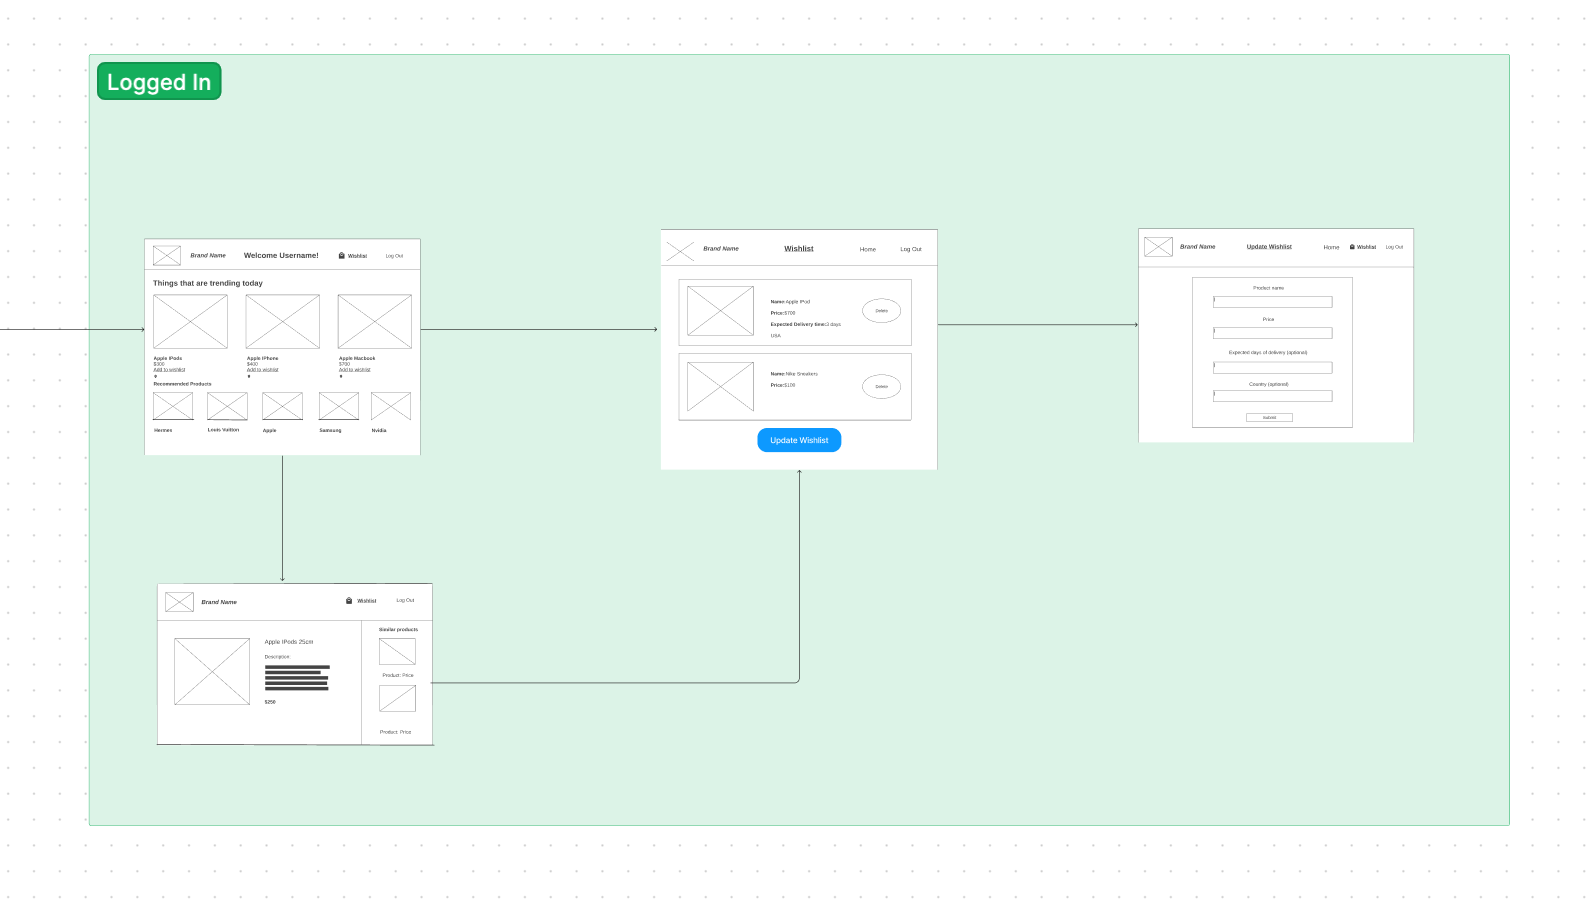 Logged In
Brand Name
Welcome Username!
Wishlist
Log Out
Things that are trending today
Apple IPods
$300
Add to wishlist
Apple IPhone
$400
Add to wishlist
Apple Macbook
$700
Add to wishlist
Recommended Products
Hermes
Louis Vuitton
Apple
Samsung
Nvidia
Brand Name
Wishlist
Home
Log Out
Name:Apple IPod
Price:$700
Expected Delivery time:3 days
USA
Delete
Name:Nike Sneakers
Price:$100
Delete
Update Wishlist
Brand Name
Update Wishlist
Home
Wishlist
Log Out
Product name
Price
Expected days of delivery (optional)
Country (optional)
Submit
Brand Name
Wishlist
Log Out
Apple IPods 25cm
Description:
$250
Similar products
Product: Price
Product: Price